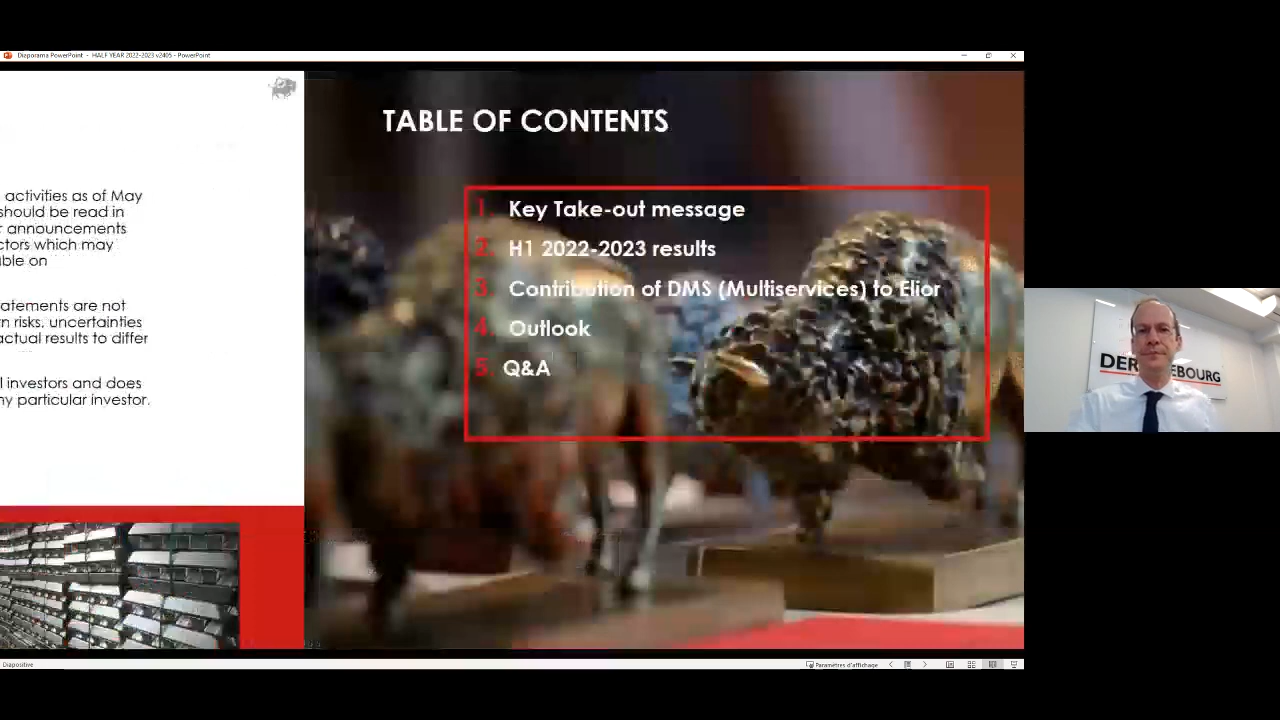 Diaporama PowerPoint - HALF YEAR 2022-2023 v2405 - PowerPoint
TABLE OF CONTENTS
1. Key Take-out message
2. H1 2022-2023 results
3. Contribution of DMS (Multiservices) to Elior
4. Outlook
5. Q&A
activities as of May
should be read in
announcements
ctors which may
ble on
atements are not
n risks, uncertainties
actual results to differ
l investors and does
ny particular investor.
DER EBOURG
Diapositive
Paramètres d'affichage